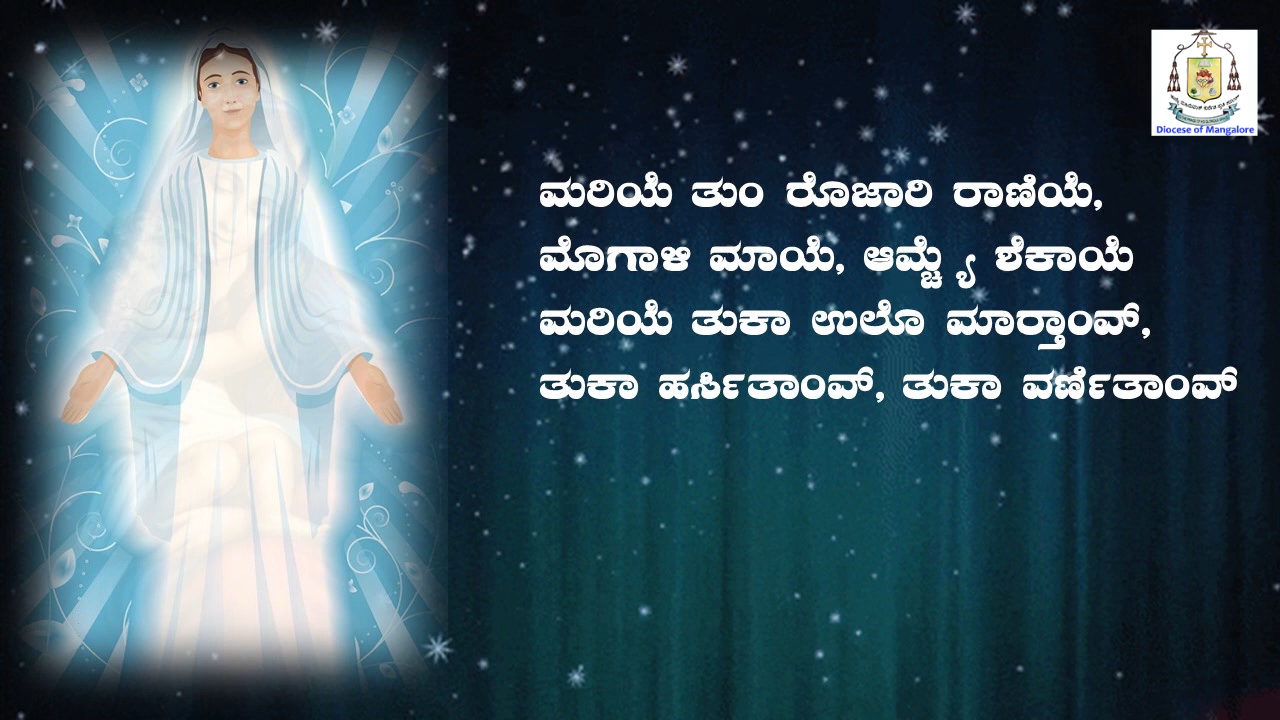 Diocese of Mangalore
ಮರಿಯೆ ತುಂ ರೊಜಾರಿ ರಾಣಿಯೆ,
ಮೊಗಾಳಿ ಮಾಯೆ, ಆಮ್ಚ್ಯೆ ಶೆಕಾಯೆ
ಮರಿಯೆ ತುಕಾ ಉಲೊ ಮಾರ‍್ತಾಂವ್,
ತುಕಾ ಹರ್ಸಿತಾಂವ್, ತುಕಾ ವರ್ಣಿತಾಂವ್